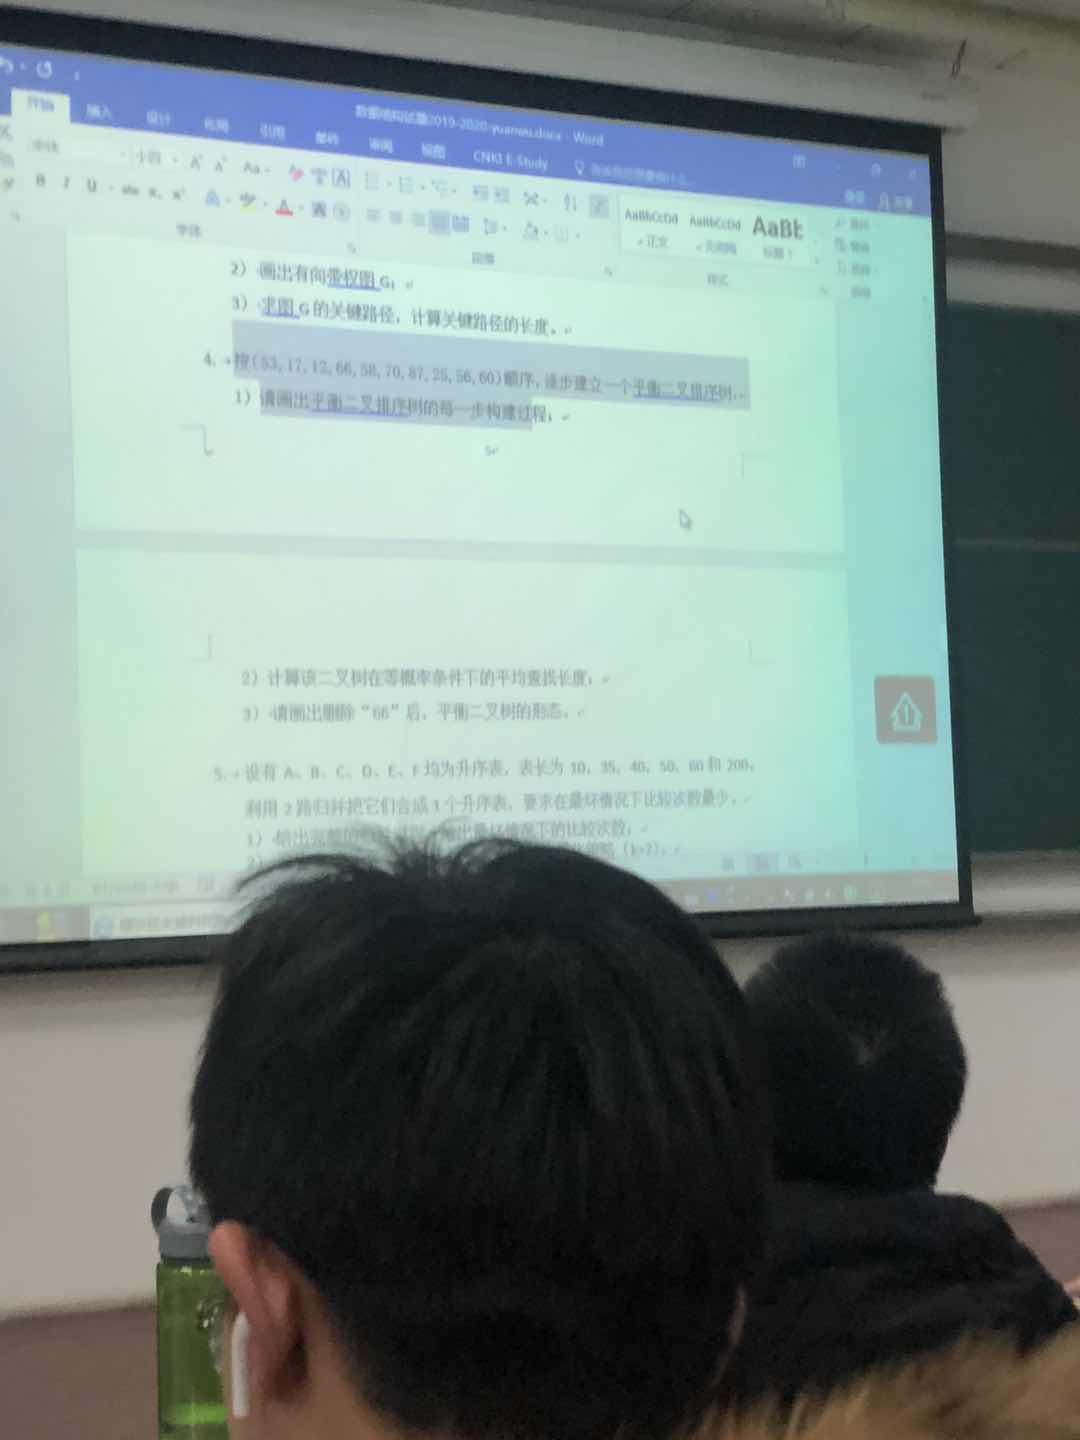 数据结构试题2019-2020-yuanwu.docx - Word
开始 插入 设计 布局 引用 邮件 审阅 视图 CNKI E-Study
小四
Aa
B I U abc
AaBbCcDd AaBbCcDd AaBb
正文 无间隔 标题 1
字体 段落 样式
2) 画出有向带权图 G；
3) 求图 G 的关键路径，计算关键路径的长度。
4. 按(53,17,12,66,58,70,87,25,56,60)顺序，逐步建立一个平衡二叉排序树。
1) 请画出平衡二叉排序树的每一步构建过程；
5
2) 计算该二叉树在等概率条件下的平均查找长度；
3) 请画出删除“66”后，平衡二叉树的形态。
5. 设有 A、B、C、D、E、F 均为升序表，表长为 10，35，40，50，60 和 200，
利用 2 路归并把它们合成 1 个升序表，要求在最坏情况下比较次数最少。
1) 给出完整的 出最坏情况下的比较次数；
2) 策略（k>2）。